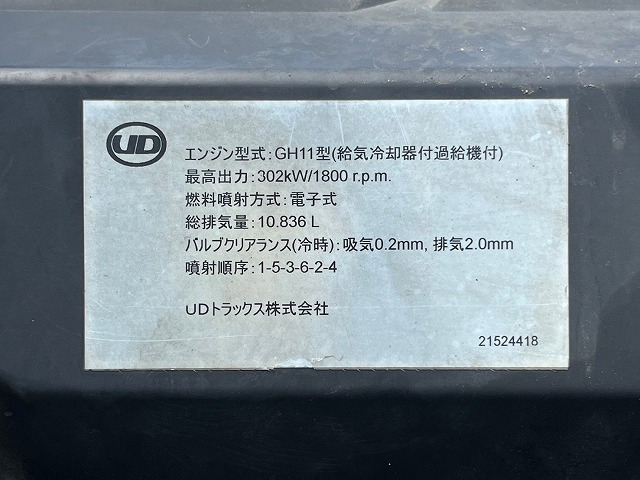 UD
エンジン型式:GH11型(給気冷却器付過給機付)
最高出力:302kW/1800 r.p.m.
燃料噴射方式:電子式
総排気量:10.836 L
バルブクリアランス(冷時):吸気0.2mm, 排気2.0mm
噴射順序:1-5-3-6-2-4
UDトラックス株式会社
21524418